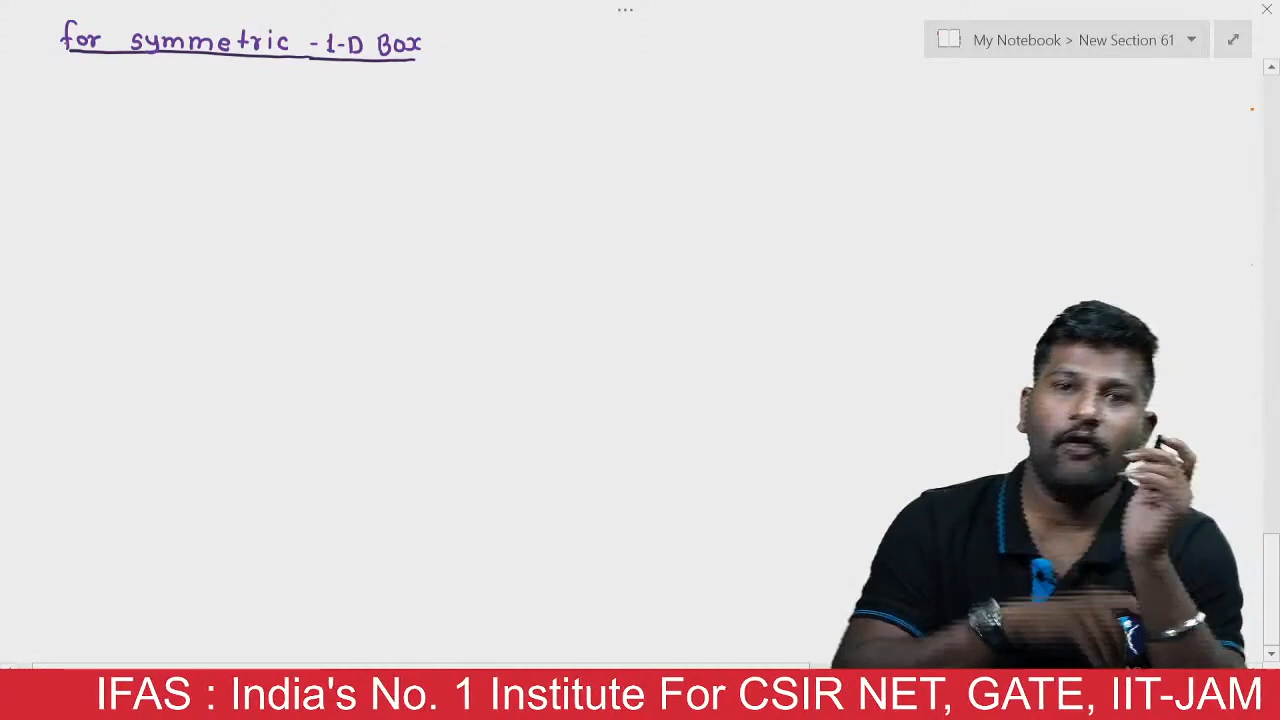 for symmetric - 1-D Box
My Notebook > New Section 61
IFAS : India's No. 1 Institute For CSIR NET, GATE, IIT-JAM